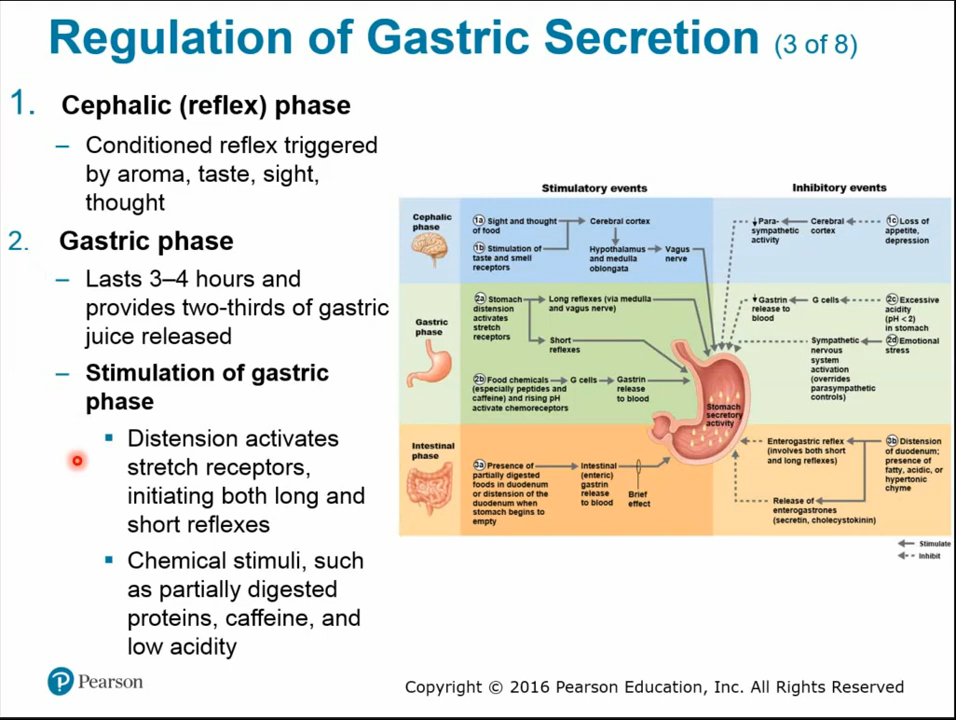 Regulation of Gastric Secretion (3 of 8)
1. Cephalic (reflex) phase
– Conditioned reflex triggered
by aroma, taste, sight,
thought
2. Gastric phase
– Lasts 3–4 hours and
provides two-thirds of gastric
juice released
– Stimulation of gastric
phase
▪ Distension activates
stretch receptors,
initiating both long and
short reflexes
▪ Chemical stimuli, such
as partially digested
proteins, caffeine, and
low acidity
Stimulatory events
Inhibitory events
Cephalic
phase
1a Sight and thought
of food
1b Stimulation of
taste and smell
receptors
Cerebral cortex
Hypothalamus
and medulla
oblongata
Vagus
nerve
↓Para-
sympathetic
activity
Cerebral
cortex
1c Loss of
appetite,
depression
Gastric
phase
2a Stomach
distension
activates
stretch
receptors
Long reflexes (via medulla
and vagus nerve)
Short
reflexes
2b Food chemicals
(especially peptides and
caffeine) and rising pH
activate chemoreceptors
G cells
Gastrin
release
to blood
↓Gastrin
release to
blood
G cells
2c Excessive
acidity
(pH < 2)
in stomach
Sympathetic
nervous
system
activation
(overrides
parasympathetic
controls)
2d Emotional
stress
Stomach
secretory
activity
Intestinal
phase
3a Presence of
partially digested
foods in duodenum
or distension of the
duodenum when
stomach begins to
empty
Intestinal
(enteric)
gastrin
release
to blood
Brief
effect
Enterogastric reflex
(involves both short
and long reflexes)
Release of
enterogastrones
(secretin, cholecystokinin)
3b Distension
of duodenum;
presence of
fatty, acidic, or
hypertonic
chyme
Stimulate
Inhibit
P Pearson
Copyright © 2016 Pearson Education, Inc. All Rights Reserved